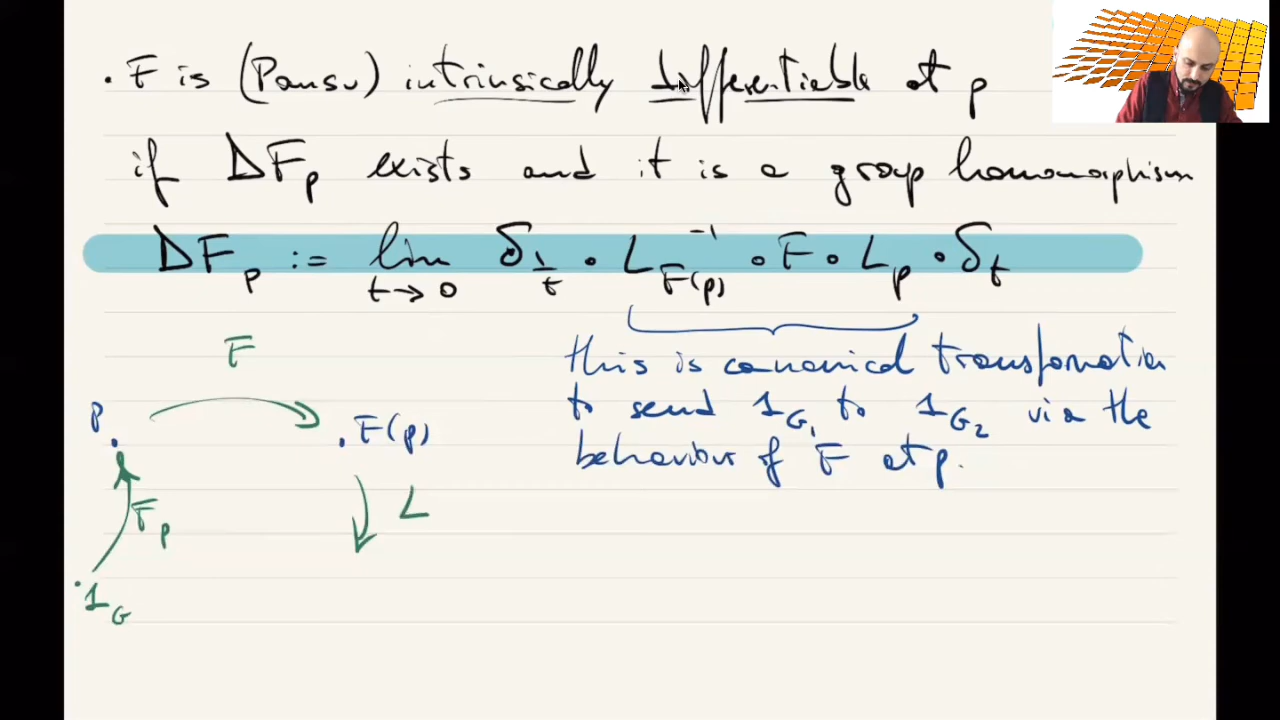 • F is (Pansu) intrinsically differentiable at p
if DF_p exists and it is a group homomorphism
DF_p := lim_{t→0} δ_{1/t} ∘ L_{F(p)}^{-1} ∘ F ∘ L_p ∘ δ_t
this is canonical transformation
to send 1_{G_1} to 1_{G_2} via the
behaviour of F at p.
F
p
F(p)
F_p
L
1_G